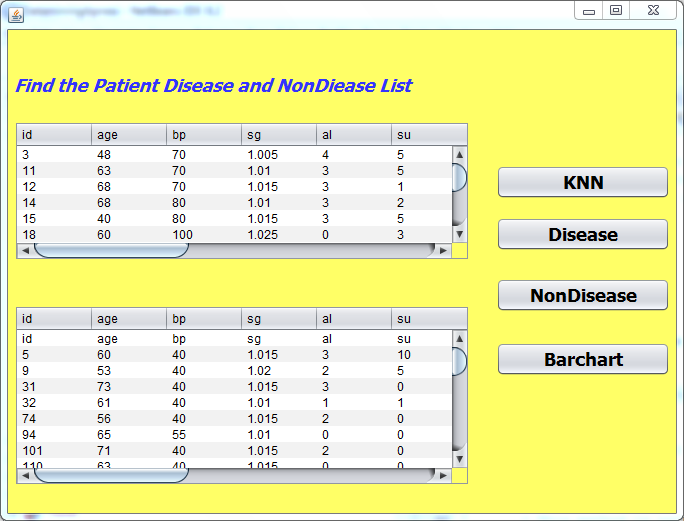 Find the Patient Disease and NonDiease List
id age bp sg al su
3 48 70 1.005 4 5
11 63 70 1.01 3 5
12 68 70 1.015 3 1
14 68 80 1.01 3 2
15 40 80 1.015 3 5
18 60 100 1.025 0 3
KNN
Disease
NonDisease
Barchart
id age bp sg al su
id age bp sg al su
5 60 40 1.015 3 10
9 53 40 1.02 2 5
31 73 40 1.015 3 0
32 61 40 1.01 1 1
74 56 40 1.015 2 0
94 65 55 1.01 0 0
101 71 40 1.015 2 0
110 63 40 1.015 0 0